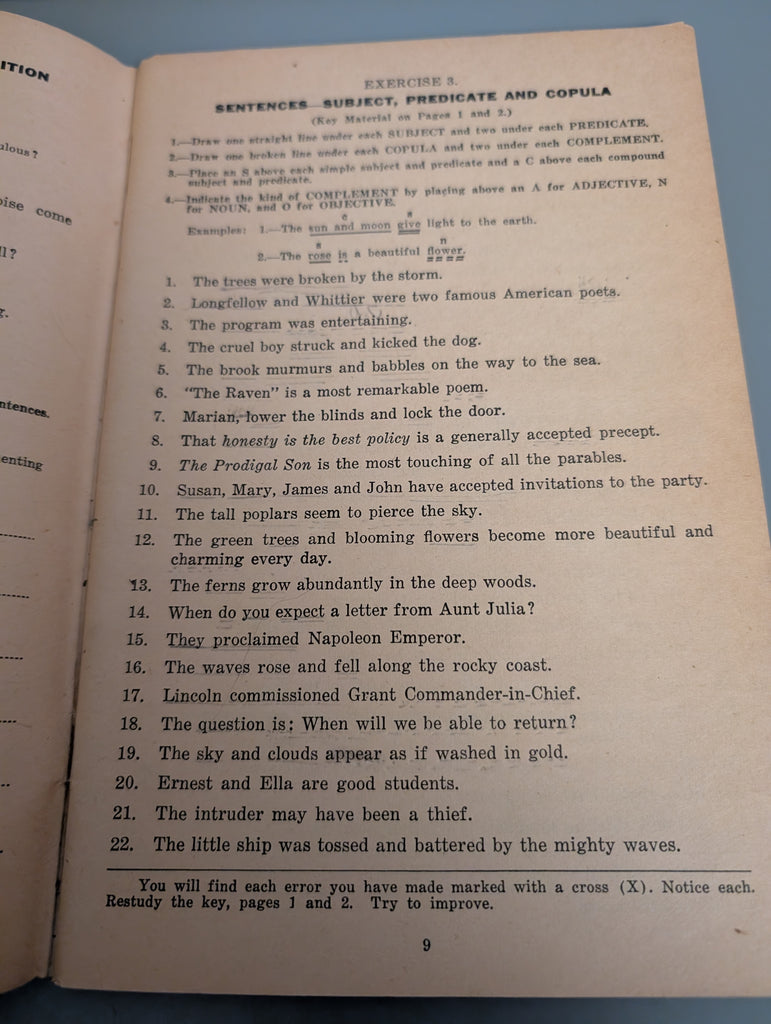 ITION
ulous?
oise come
ll?
g.
ntences.
enting
EXERCISE 3.
SENTENCES—SUBJECT, PREDICATE AND COPULA
(Key Material on Pages 1 and 2.)
1.—Draw one straight line under each SUBJECT and two under each PREDICATE.
2.—Draw one broken line under each COPULA and two under each COMPLEMENT.
3.—Place an S above each simple subject and predicate and a C above each compound
subject and predicate.
4.—Indicate the kind of COMPLEMENT by placing above an A for ADJECTIVE, N
for NOUN, and O for OBJECTIVE.
c s
Examples: 1.—The sun and moon give light to the earth.
s n
2.—The rose is a beautiful flower.
1. The trees were broken by the storm.
2. Longfellow and Whittier were two famous American poets.
3. The program was entertaining.
4. The cruel boy struck and kicked the dog.
5. The brook murmurs and babbles on the way to the sea.
6. "The Raven" is a most remarkable poem.
7. Marian, lower the blinds and lock the door.
8. That honesty is the best policy is a generally accepted precept.
9. The Prodigal Son is the most touching of all the parables.
10. Susan, Mary, James and John have accepted invitations to the party.
11. The tall poplars seem to pierce the sky.
12. The green trees and blooming flowers become more beautiful and
charming every day.
13. The ferns grow abundantly in the deep woods.
14. When do you expect a letter from Aunt Julia?
15. They proclaimed Napoleon Emperor.
16. The waves rose and fell along the rocky coast.
17. Lincoln commissioned Grant Commander-in-Chief.
18. The question is: When will we be able to return?
19. The sky and clouds appear as if washed in gold.
20. Ernest and Ella are good students.
21. The intruder may have been a thief.
22. The little ship was tossed and battered by the mighty waves.
You will find each error you have made marked with a cross (X). Notice each.
Restudy the key, pages 1 and 2. Try to improve.
9